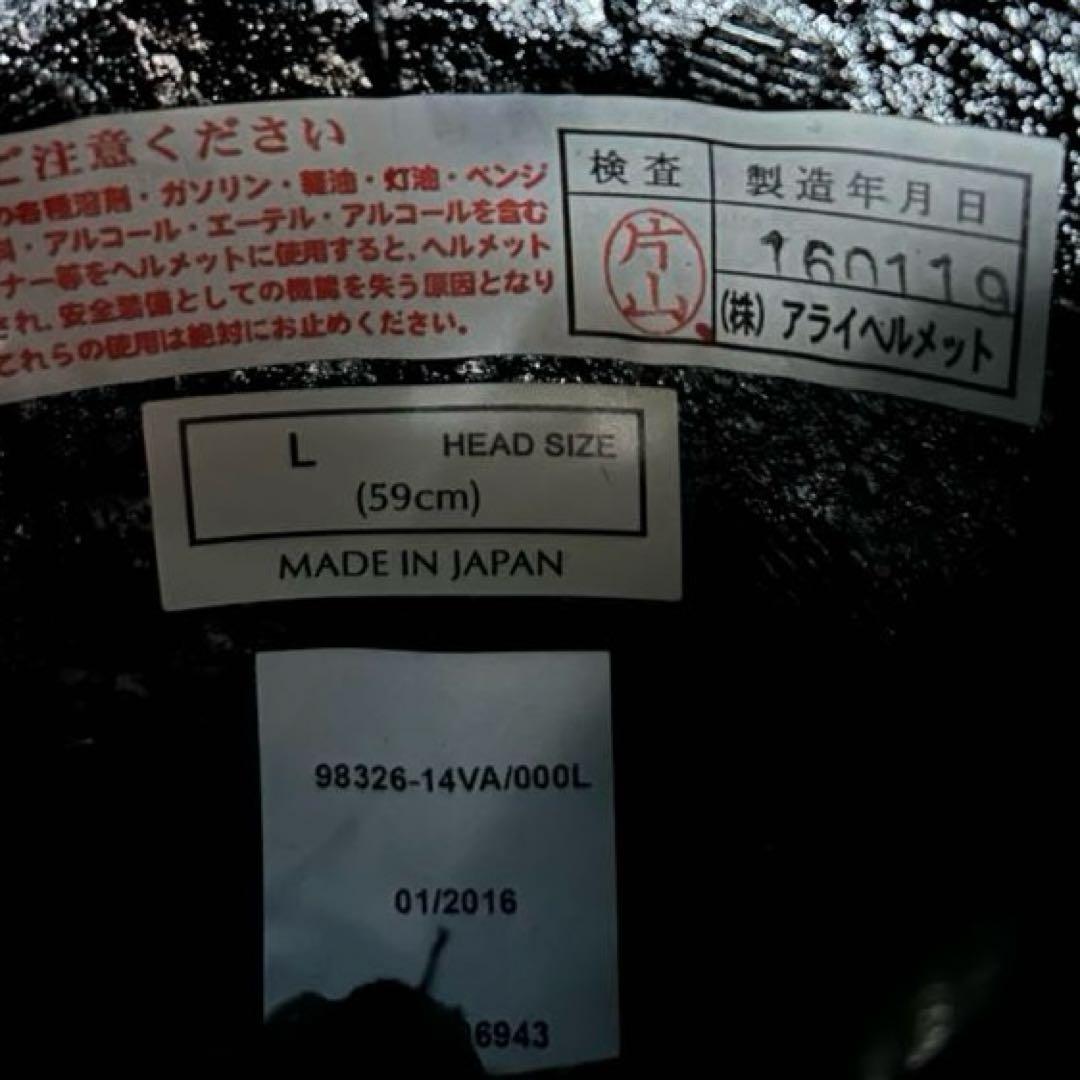 ご注意ください
の各種溶剤・ガソリン・軽油・灯油・ベンジ
料・アルコール・エーテル・アルコールを含む
ナー等をヘルメットに使用すると、ヘルメット
され、安全装備としての機能を失う原因となり
これらの使用は絶対にお止めください。
検査
製造年月日
片山
160119
(株) アライヘルメット
L HEAD SIZE
(59cm)
MADE IN JAPAN
98326-14VA/000L
01/2016
6943